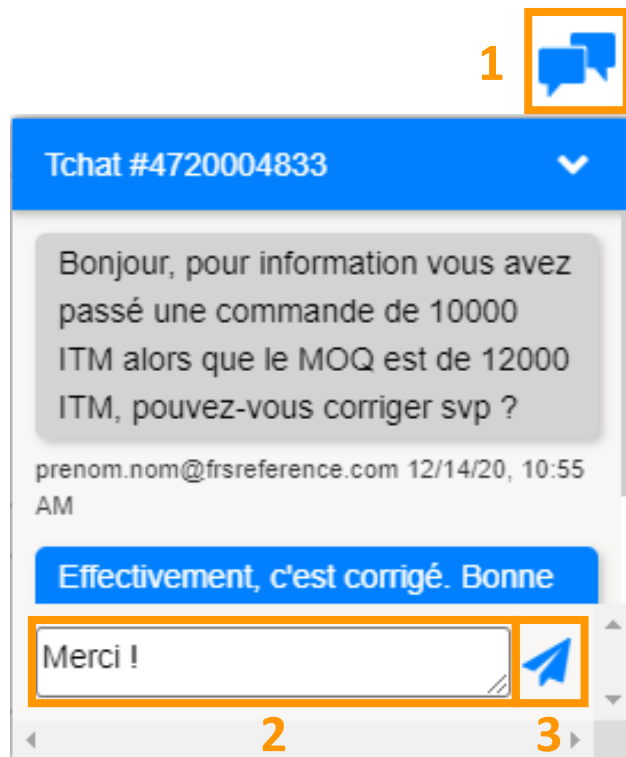 1
Tchat #4720004833
Bonjour, pour information vous avez
passé une commande de 10000
ITM alors que le MOQ est de 12000
ITM, pouvez-vous corriger svp ?
prenom.nom@frsreference.com 12/14/20, 10:55
AM
Effectivement, c'est corrigé. Bonne
Merci !
2
3